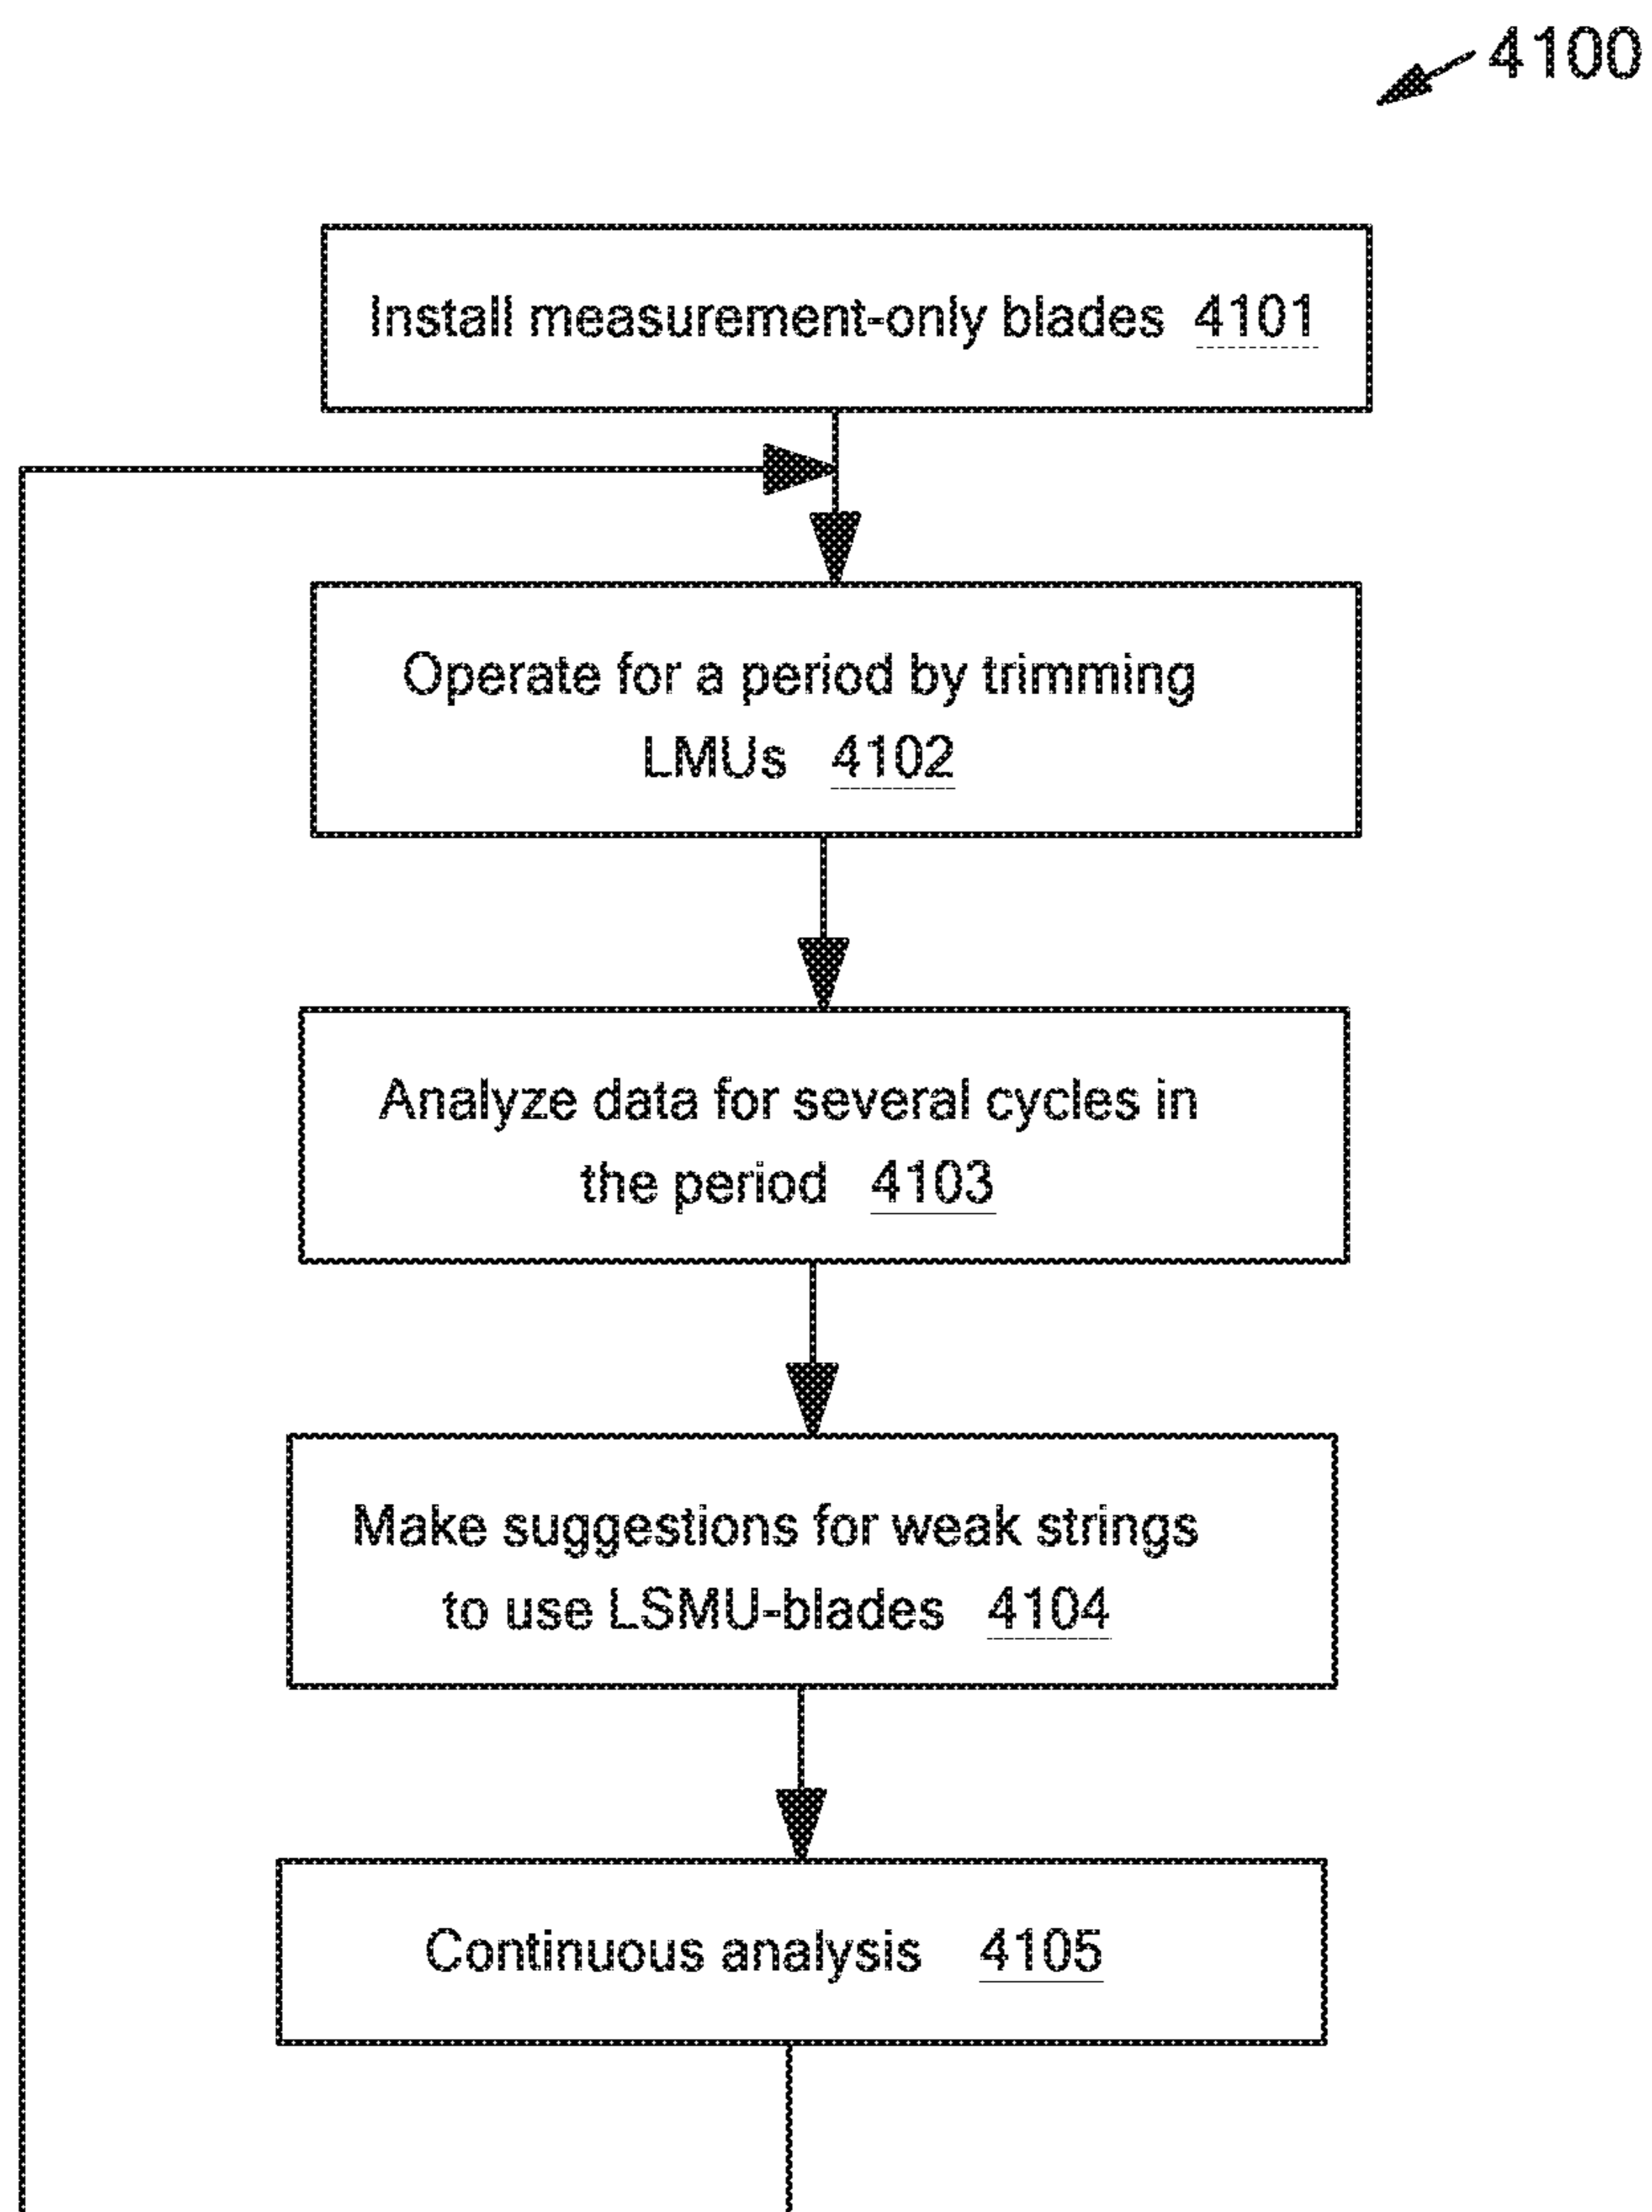 4100
Install measurement-only blades 4101
Operate for a period by trimming
LMUs 4102
Analyze data for several cycles in
the period 4103
Make suggestions for weak strings
to use LSMU-blades 4104
Continuous analysis 4105